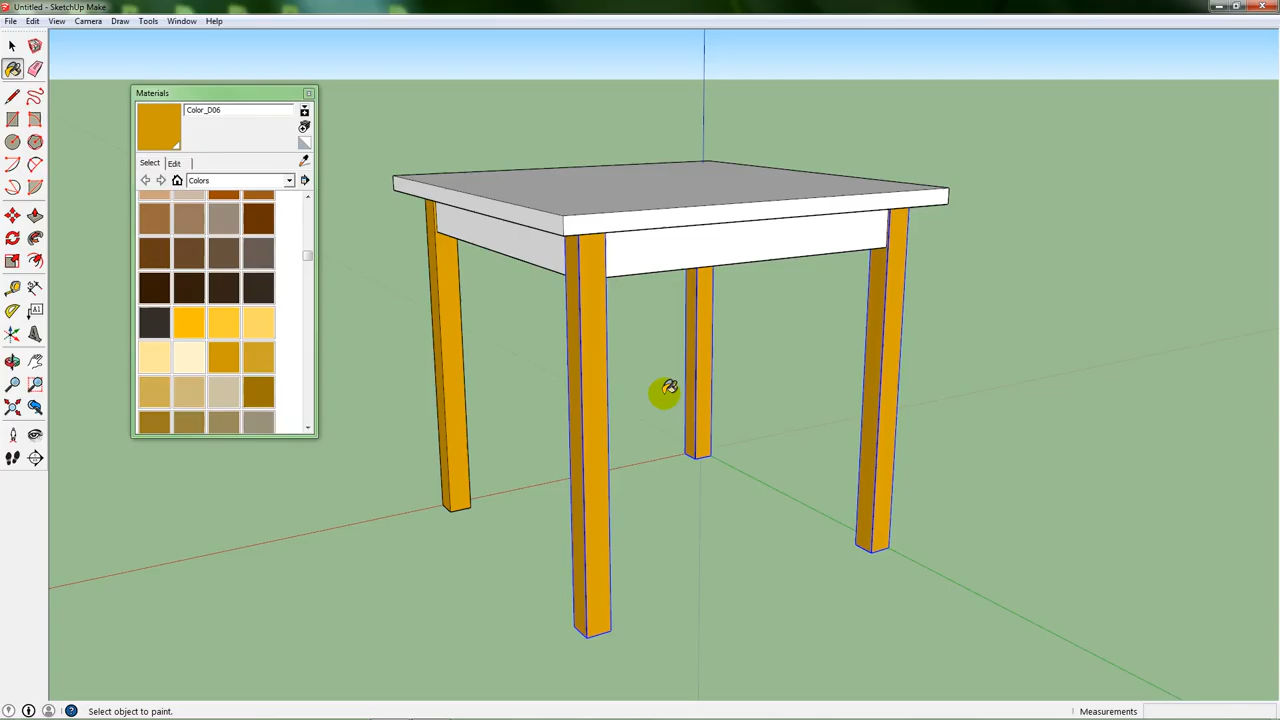 Untitled - SketchUp Make
File Edit View Camera Draw Tools Window Help
Materials
Color_D06
Select Edit
Colors
A1
Select object to paint.
Measurements